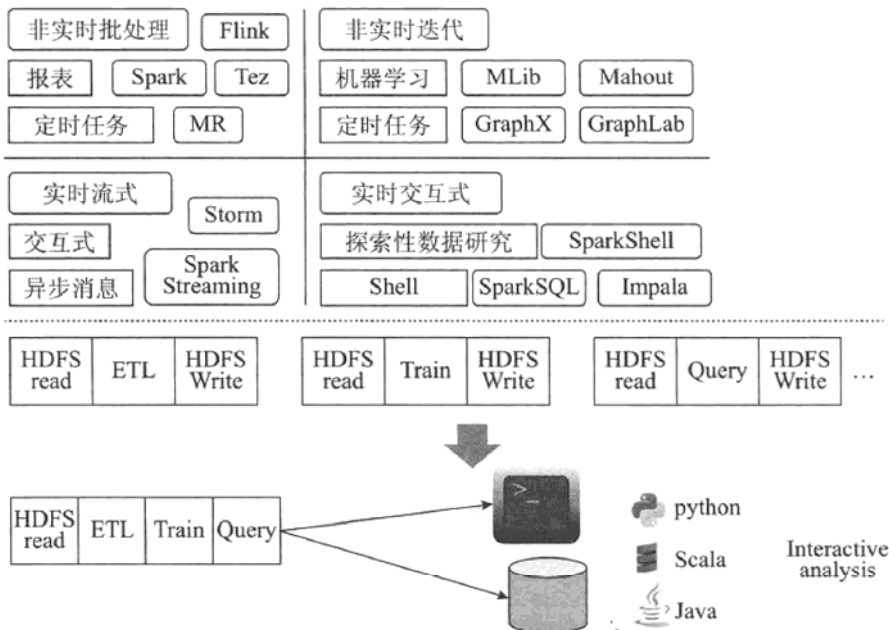 非实时批处理 Flink
报表 Spark Tez
定时任务 MR
非实时迭代
机器学习 MLib Mahout
定时任务 GraphX GraphLab
实时流式
Storm
交互式
Spark
Streaming
异步消息
实时交互式
探索性数据研究 SparkShell
Shell SparkSQL Impala
HDFS
read
ETL
HDFS
Write
HDFS
read
Train
HDFS
Write
HDFS
read
Query
HDFS
Write
…
HDFS
read
ETL
Train
Query
>_
python
Scala
Java
Interactive
analysis